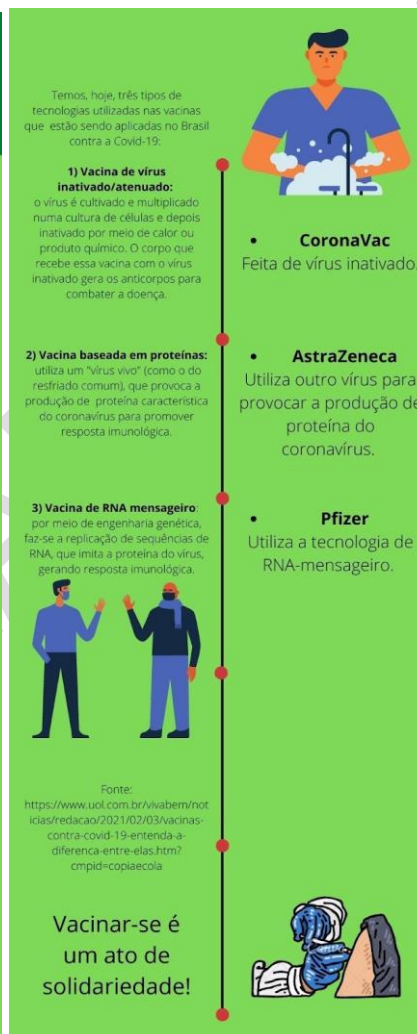 Temos, hoje, três tipos de
tecnologias utilizadas nas vacinas
que estão sendo aplicadas no Brasil
contra a Covid-19:
1) Vacina de vírus
inativado/atenuado:
o vírus é cultivado e multiplicado
numa cultura de células e depois
inativado por meio de calor ou
produto químico. O corpo que
recebe essa vacina com o vírus
inativado gera os anticorpos para
combater a doença.
• CoronaVac
Feita de vírus inativado.
2) Vacina baseada em proteínas:
utiliza um "vírus vivo" (como o do
resfriado comum), que provoca a
produção de proteína característica
do coronavírus para promover
resposta imunológica.
• AstraZeneca
Utiliza outro vírus para
provocar a produção de
proteína do
coronavírus.
3) Vacina de RNA mensageiro:
por meio de engenharia genética,
faz-se a replicação de sequências de
RNA, que imita a proteína do vírus,
gerando resposta imunológica.
• Pfizer
Utiliza a tecnologia de
RNA-mensageiro.
Fonte:
https://www.uol.com.br/vivabem/not
icias/redacao/2021/02/03/vacinas-
contra-covid-19-entenda-a-
diferenca-entre-elas.htm?
cmpid=copiaecola
Vacinar-se é
um ato de
solidariedade!